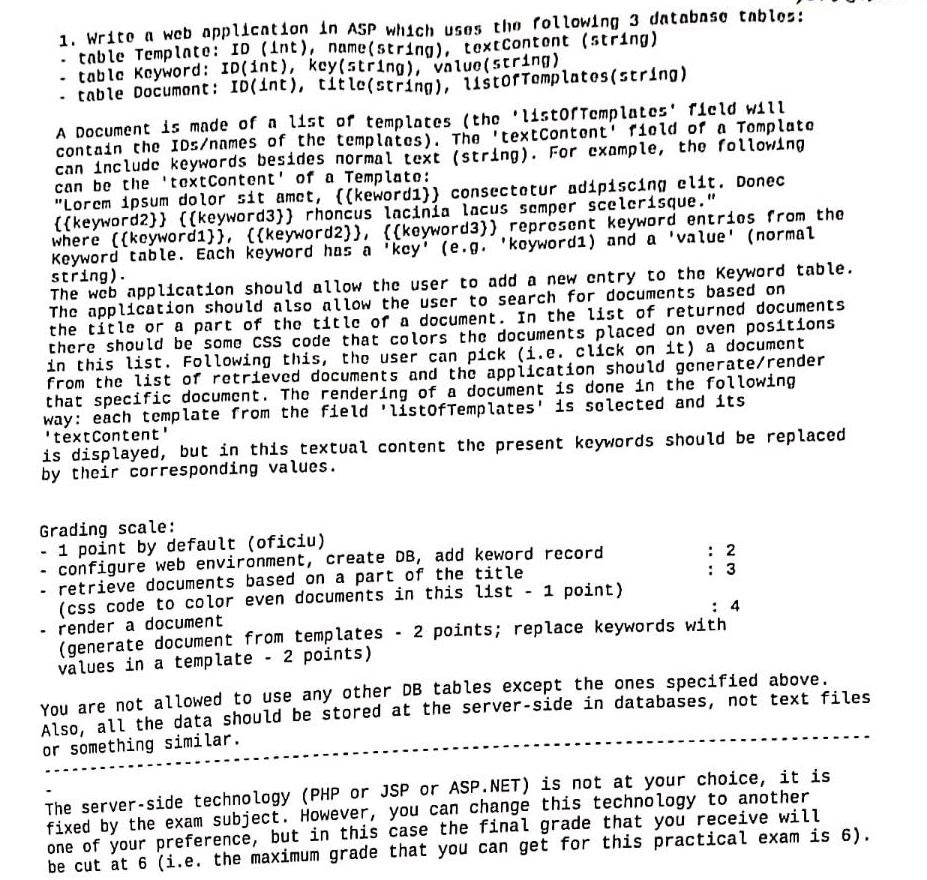 1. Write a web application in ASP which uses the following 3 database tables:
- table Template: ID (int), name(string), textContent (string)
- table Keyword: ID(int), key(string), value(string)
- table Document: ID(int), title(string), listOfTemplates(string)
A Document is made of a list of templates (the 'listOfTemplates' field will
contain the IDs/names of the templates). The 'textContent' field of a Template
can include keywords besides normal text (string). For example, the following
can be the 'textContent' of a Template:
"Lorem ipsum dolor sit amet, {{keword1}} consectetur adipiscing elit. Donec
{{keyword2}} {{keyword3}} rhoncus lacinia lacus semper scelerisque."
where {{keyword1}}, {{keyword2}}, {{keyword3}} represent keyword entries from the
Keyword table. Each keyword has a 'key' (e.g. 'keyword1) and a 'value' (normal
string).
The web application should allow the user to add a new entry to the Keyword table.
The application should also allow the user to search for documents based on
the title or a part of the title of a document. In the list of returned documents
there should be some CSS code that colors the documents placed on even positions
in this list. Following this, the user can pick (i.e. click on it) a document
from the list of retrieved documents and the application should generate/render
that specific document. The rendering of a document is done in the following
way: each template from the field 'listOfTemplates' is selected and its
'textContent'
is displayed, but in this textual content the present keywords should be replaced
by their corresponding values.
Grading scale:
- 1 point by default (oficiu)
- configure web environment, create DB, add keword record : 2
- retrieve documents based on a part of the title : 3
(css code to color even documents in this list - 1 point)
- render a document : 4
(generate document from templates - 2 points; replace keywords with
values in a template - 2 points)
You are not allowed to use any other DB tables except the ones specified above.
Also, all the data should be stored at the server-side in databases, not text files
or something similar.
--------------------------------------------------------------------------------
-
The server-side technology (PHP or JSP or ASP.NET) is not at your choice, it is
fixed by the exam subject. However, you can change this technology to another
one of your preference, but in this case the final grade that you receive will
be cut at 6 (i.e. the maximum grade that you can get for this practical exam is 6).